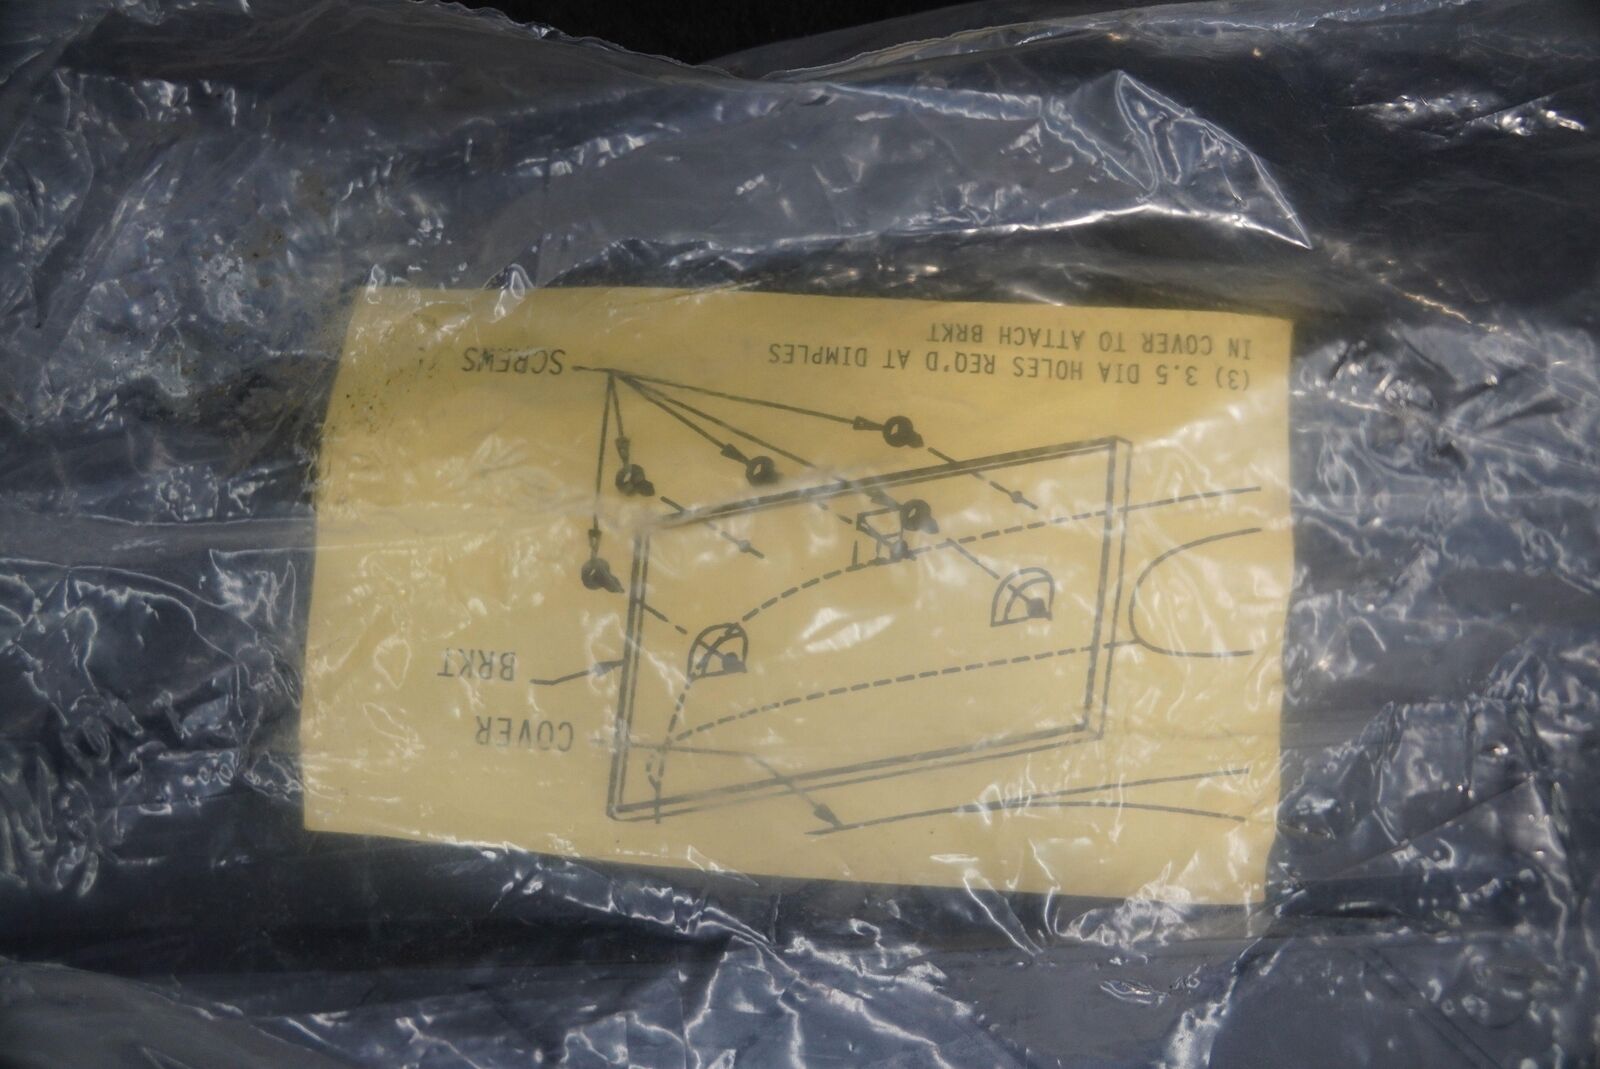 COVER
BRKT
(3) 3.5 DIA HOLES REQ'D AT DIMPLES
IN COVER TO ATTACH BRKT
SCREWS